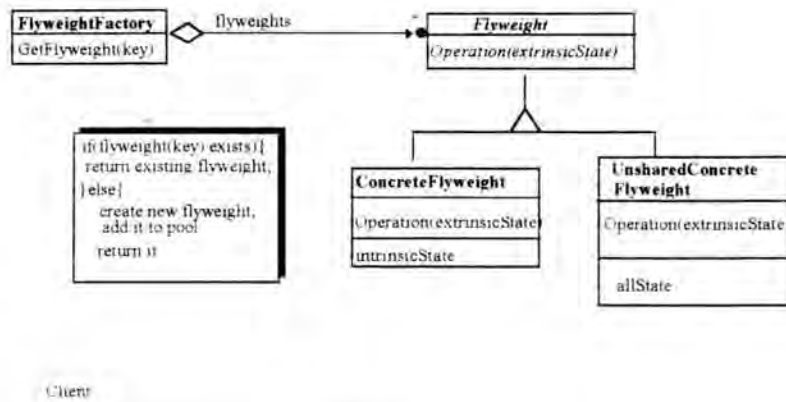 FlyweightFactory
GetFlyweight(key)
flyweights
Flyweight
Operation(extrinsicState)
if(flyweight(key) exists){
return existing flyweight,
}else{
create new flyweight,
add it to pool
return it
ConcreteFlyweight
Operation(extrinsicState)
intrinsicState
UnsharedConcrete
Flyweight
Operation(extrinsicState
allState
Client